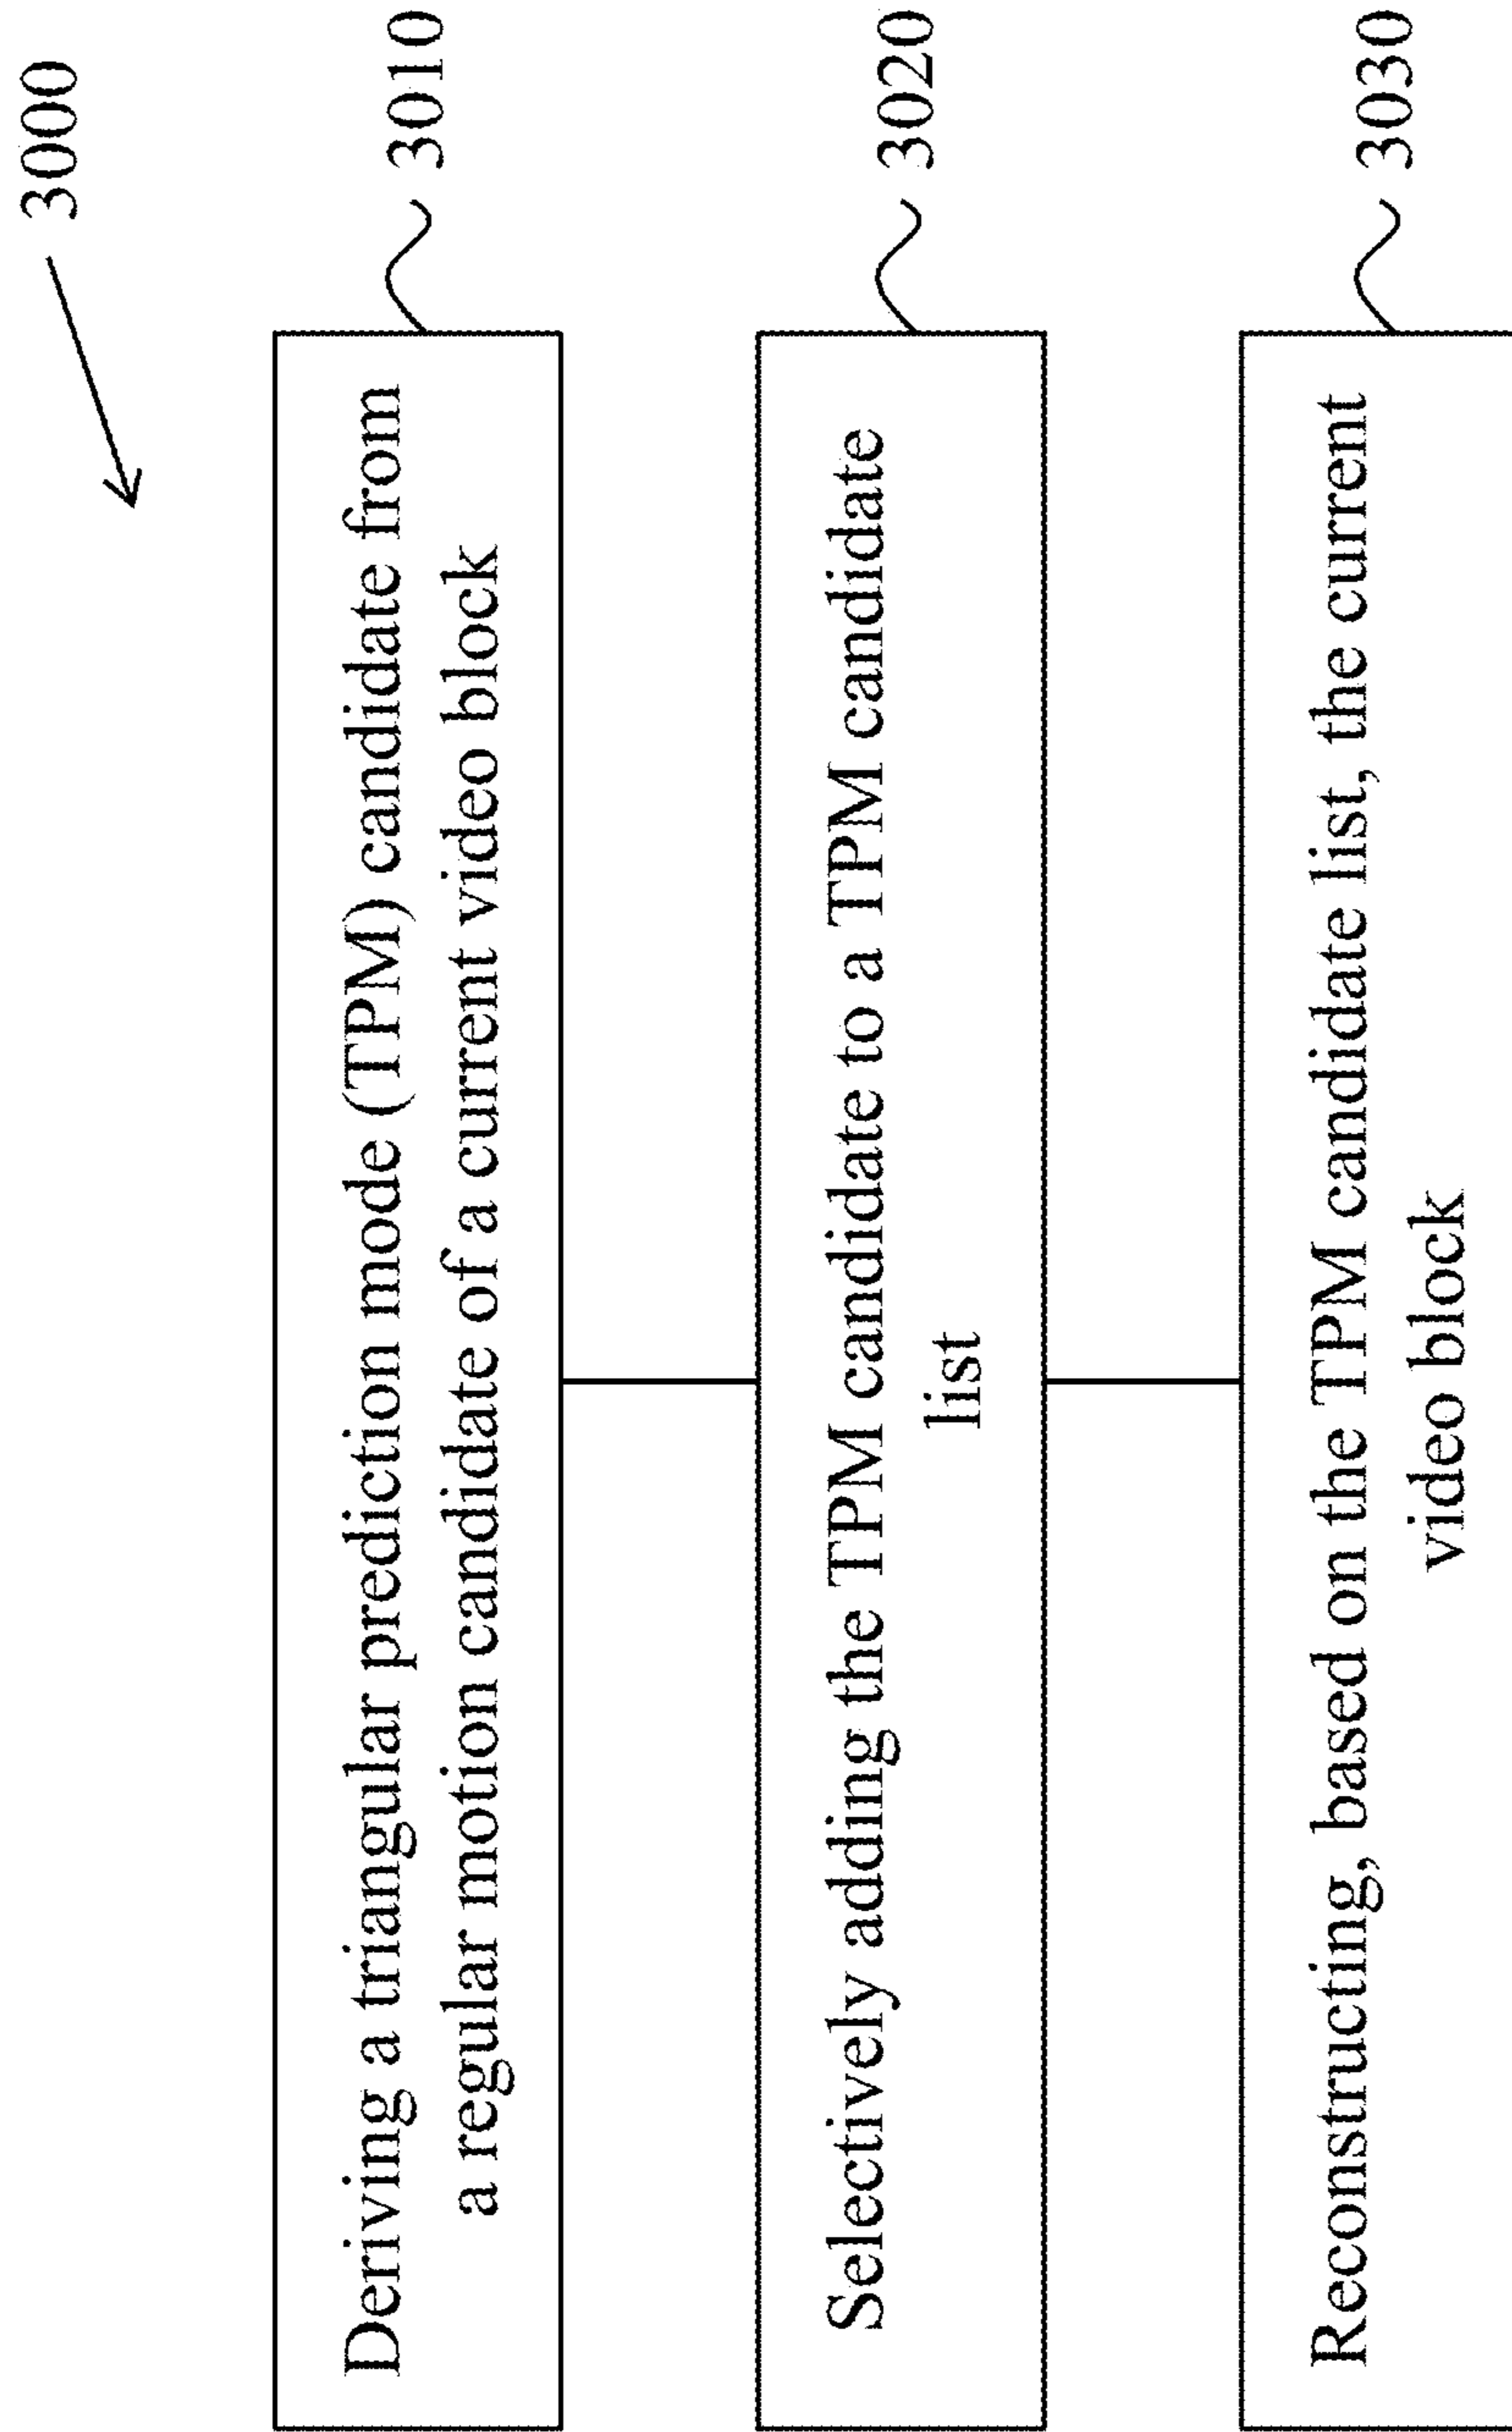 3000
Deriving a triangular prediction mode (TPM) candidate from
a regular motion candidate of a current video block
3010
Selectively adding the TPM candidate to a TPM candidate
list
3020
Reconstructing, based on the TPM candidate list, the current
video block
3030